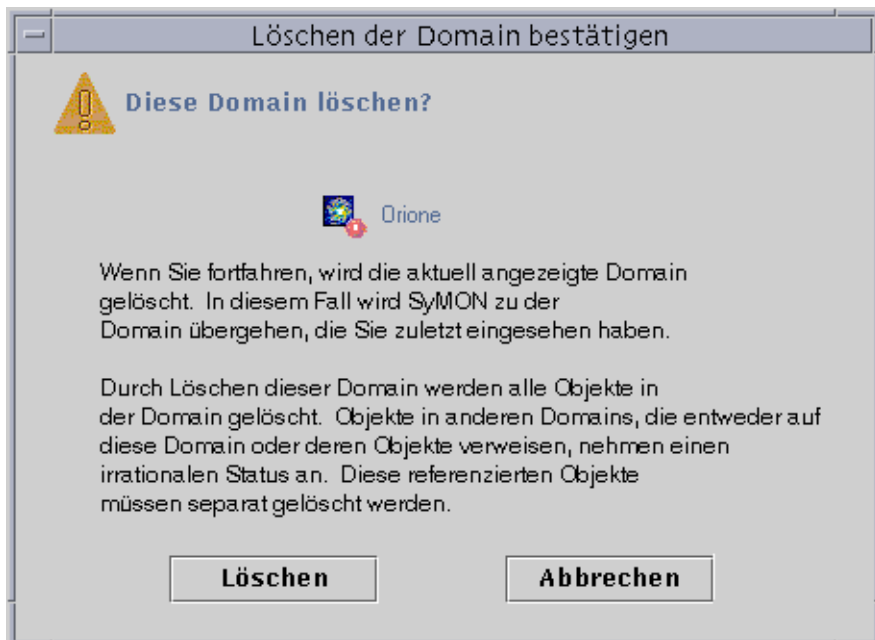 Löschen der Domain bestätigen
Diese Domain löschen?
Orione
Wenn Sie fortfahren, wird die aktuell angezeigte Domain
gelöscht. In diesem Fall wird SyMON zu der
Domain übergehen, die Sie zuletzt eingesehen haben.
Durch Löschen dieser Domain werden alle Objekte in
der Domain gelöscht. Objekte in anderen Domains, die entweder auf
diese Domain oder deren Objekte verweisen, nehmen einen
irrationalen Status an. Diese referenzierten Objekte
müssen separat gelöscht werden.
Löschen
Abbrechen